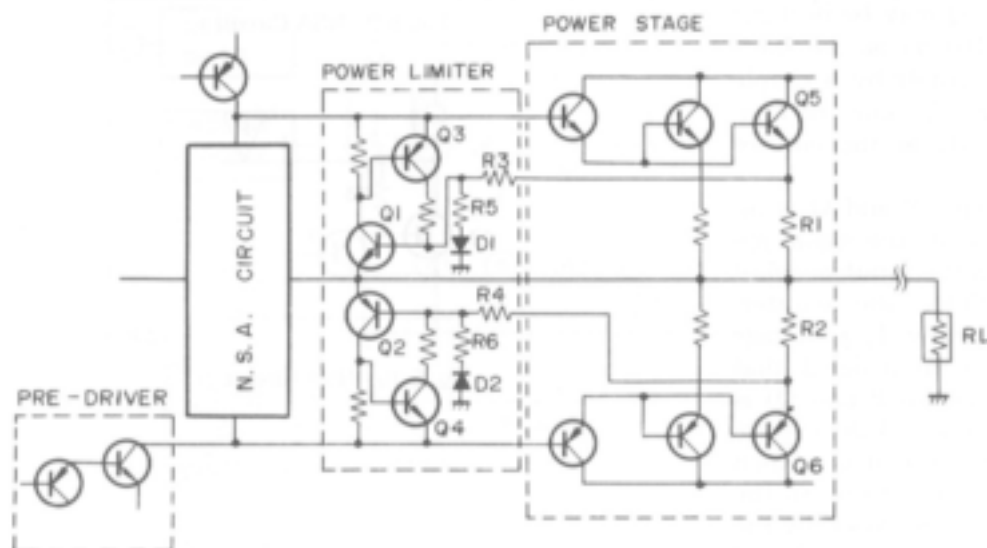 POWER STAGE
POWER LIMITER
Q5
Q3
R3
Q1
R5
D1
R1
N.S.A. CIRCUIT
R4
R2
RL
Q2
R6
D2
PRE-DRIVER
Q4
Q6